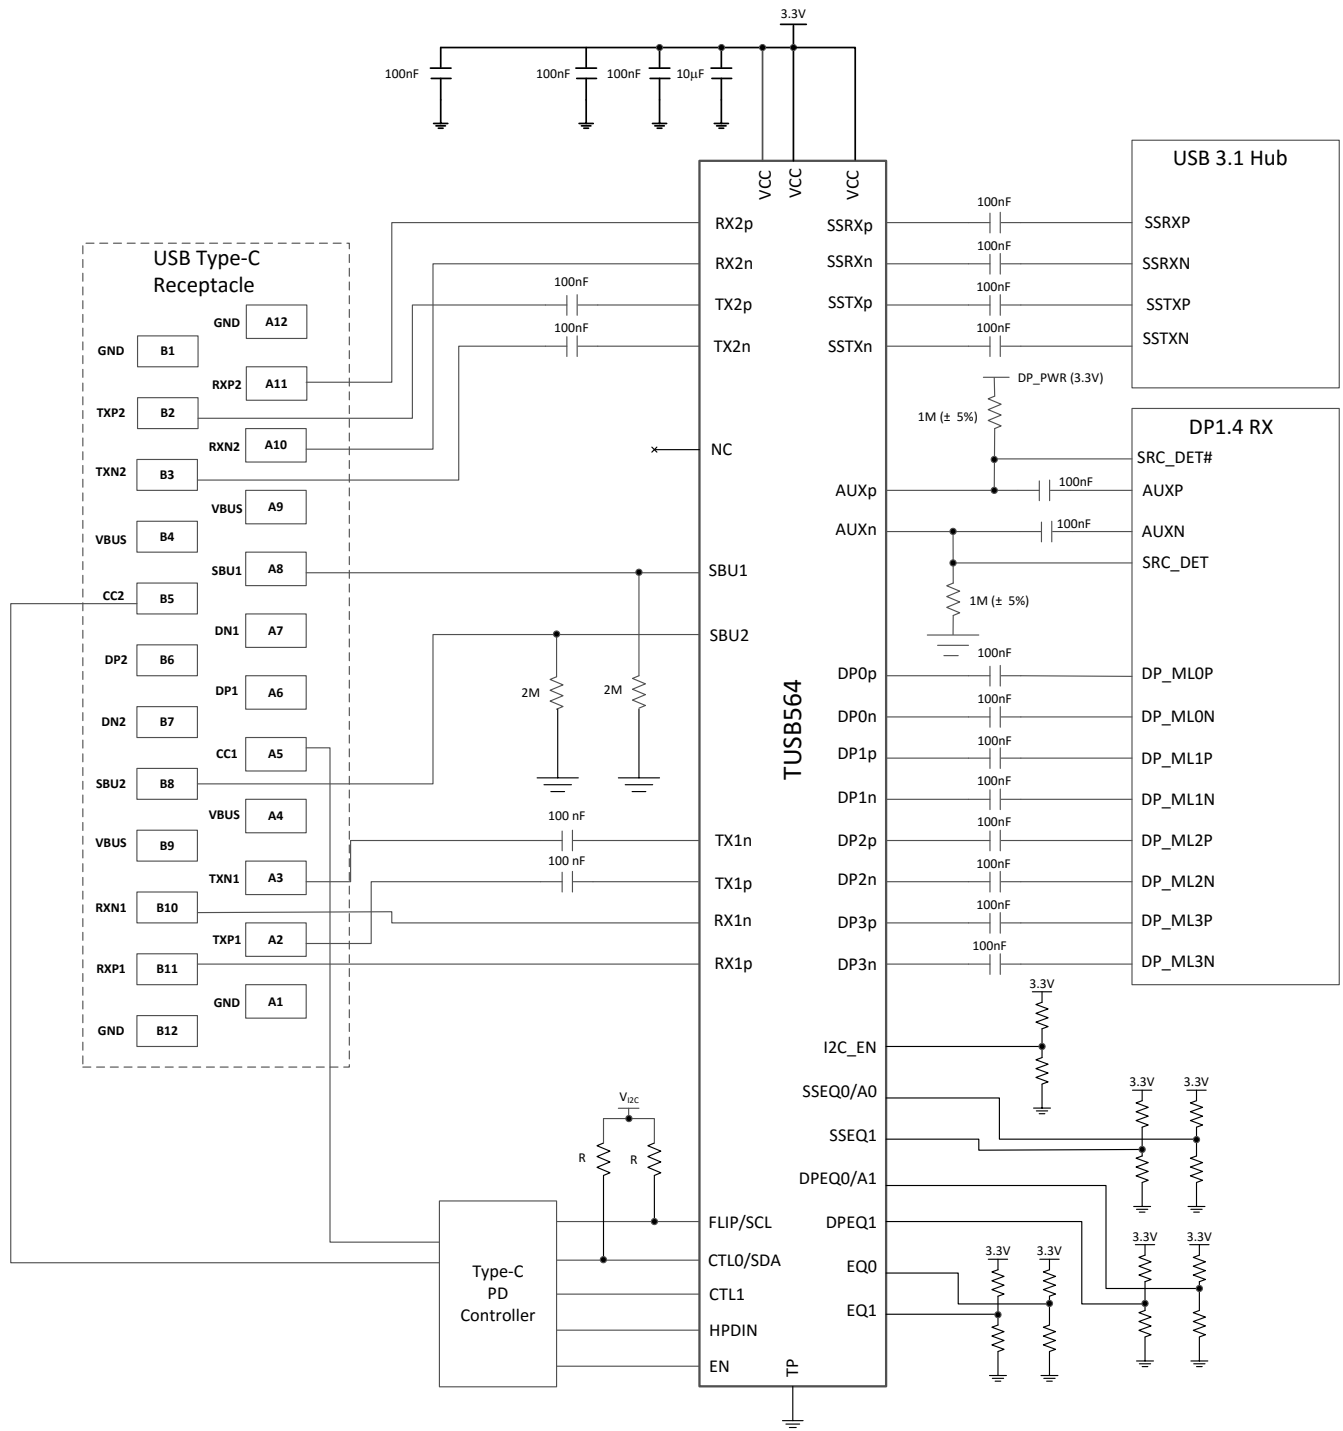 3.3V
100nF
100nF
100nF
10µF
USB 3.1 Hub
VCC
VCC
VCC
100nF
RX2p
SSRXp
SSRXP
USB Type-C
Receptacle
RX2n
SSRXn
100nF
SSRXN
100nF
TX2p
SSTXp
100nF
SSTXP
GND
A12
100nF
TX2n
SSTXn
100nF
SSTXN
GND
B1
RXP2
A11
DP_PWR (3.3V)
TXP2
B2
1M (± 5%)
DP1.4 RX
RXN2
A10
NC
SRC_DET#
TXN2
B3
AUXp
100nF
AUXP
VBUS
A9
AUXn
100nF
AUXN
VBUS
B4
SRC_DET
SBU1
A8
SBU1
CC2
B5
1M (± 5%)
DN1
A7
SBU2
DP2
B6
100nF
DP0p
DP_ML0P
DP1
A6
2M
2M
DN2
B7
100nF
DP0n
DP_ML0N
TUSB564
CC1
A5
100nF
DP1p
DP_ML1P
SBU2
B8
100nF
DP1n
DP_ML1N
VBUS
A4
100 nF
TX1n
100nF
DP2p
DP_ML2P
VBUS
B9
100 nF
TX1p
100nF
DP2n
DP_ML2N
TXN1
A3
RXN1
B10
RX1n
100nF
DP3p
DP_ML3P
TXP1
A2
RXP1
B11
RX1p
100nF
DP3n
DP_ML3N
GND
A1
3.3V
GND
B12
I2C_EN
SSEQ0/A0
3.3V
3.3V
VI2C
SSEQ1
R
R
DPEQ0/A1
FLIP/SCL
DPEQ1
3.3V
3.3V
3.3V
3.3V
CTL0/SDA
EQ0
Type-C
PD
Controller
CTL1
EQ1
HPDIN
EN
TP